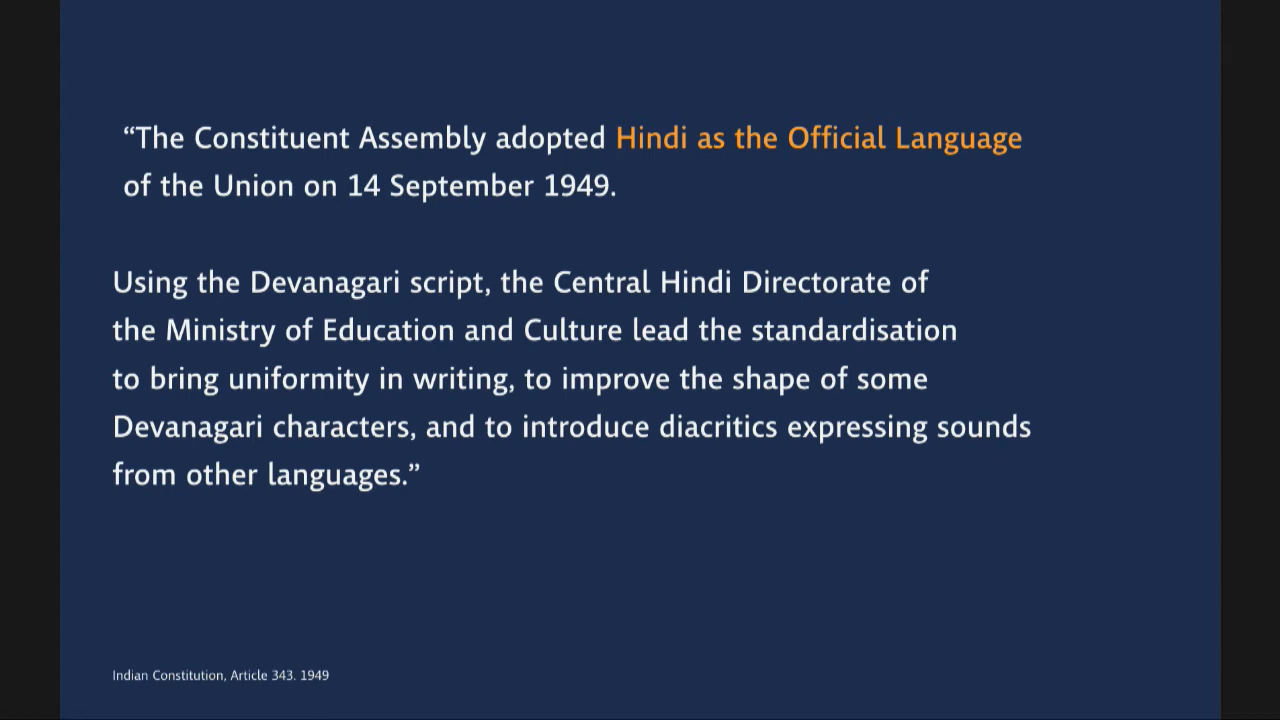 “The Constituent Assembly adopted Hindi as the Official Language
of the Union on 14 September 1949.
Using the Devanagari script, the Central Hindi Directorate of
the Ministry of Education and Culture lead the standardisation
to bring uniformity in writing, to improve the shape of some
Devanagari characters, and to introduce diacritics expressing sounds
from other languages.”
Indian Constitution, Article 343. 1949